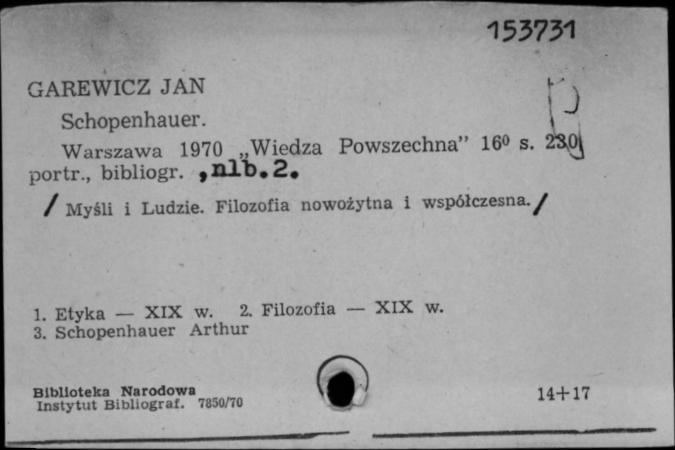 153731
GAREWICZ JAN
Schopenhauer.
Warszawa 1970 „Wiedza Powszechna” 16⁰ s. 230
portr., bibliogr. , nlb. 2.
/ Myśli i Ludzie. Filozofia nowożytna i współczesna. /
1. Etyka — XIX w. 2. Filozofia — XIX w.
3. Schopenhauer Arthur
Biblioteka Narodowa
Instytut Bibliograf. 7850/70
14+17